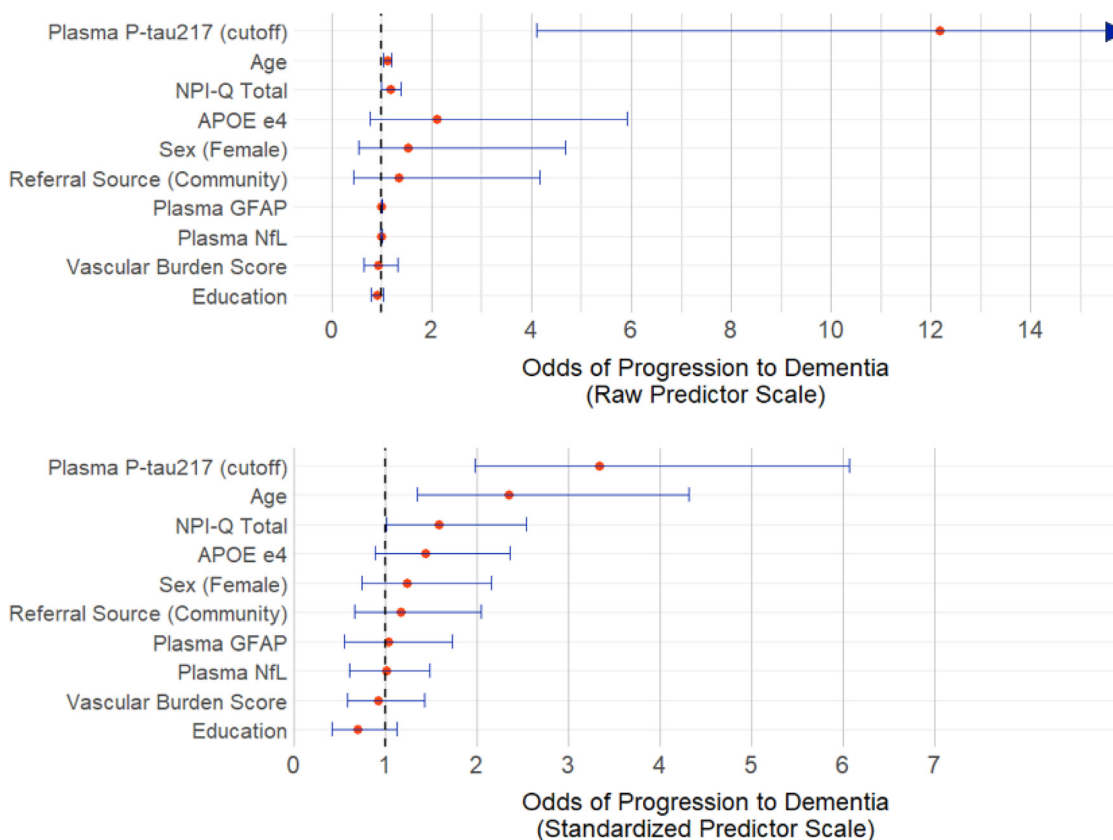 Plasma P-tau217 (cutoff)
Age
NPI-Q Total
APOE e4
Sex (Female)
Referral Source (Community)
Plasma GFAP
Plasma NfL
Vascular Burden Score
Education
0 2 4 6 8 10 12 14
Odds of Progression to Dementia
(Raw Predictor Scale)
Plasma P-tau217 (cutoff)
Age
NPI-Q Total
APOE e4
Sex (Female)
Referral Source (Community)
Plasma GFAP
Plasma NfL
Vascular Burden Score
Education
0 1 2 3 4 5 6 7
Odds of Progression to Dementia
(Standardized Predictor Scale)